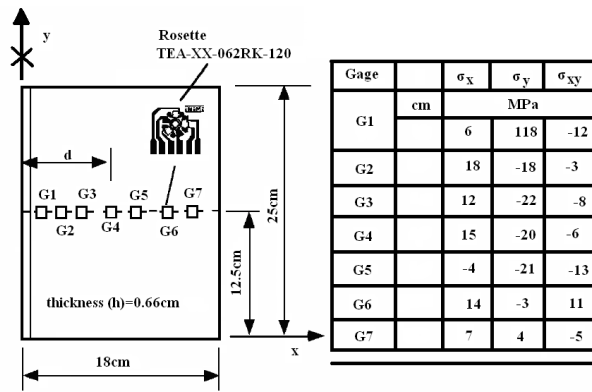 y
Rosette
TEA-XX-062RK-120
d
G1 G3 G5 G7
G2 G4 G6
25cm
12.5cm
thickness (h)=0.66cm
x
18cm
Gage σx σy σxy
G1 cm MPa
6 118 -12
G2 18 -18 -3
G3 12 -22 -8
G4 15 -20 -6
G5 -4 -21 -13
G6 14 -3 11
G7 7 4 -5